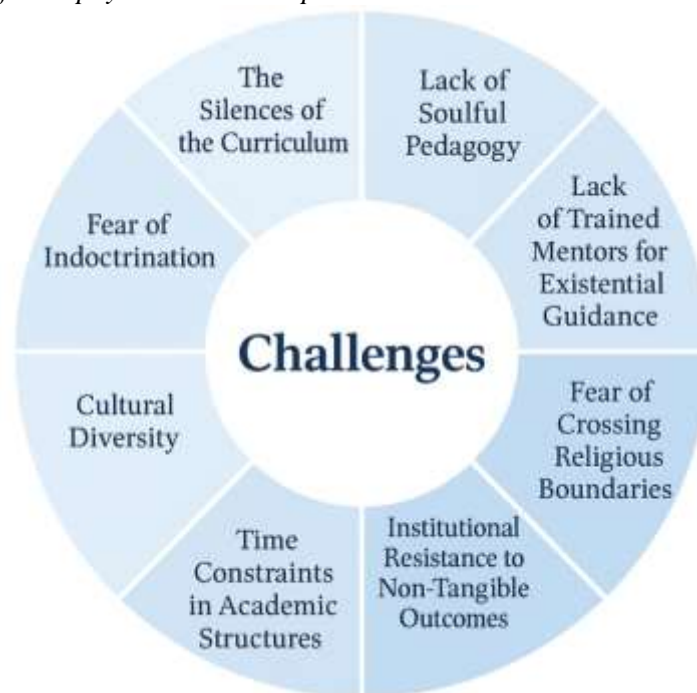 The
Silences of
the Curriculum
Lack of
Soulful
Pedagogy
Lack
of Trained
Mentors for
Existential
Guidance
Fear of
Crossing
Religious
Boundaries
Institutional
Resistance to
Non-Tangible
Outcomes
Time
Constraints
in Academic
Structures
Cultural
Diversity
Fear of
Indoctrination
Challenges